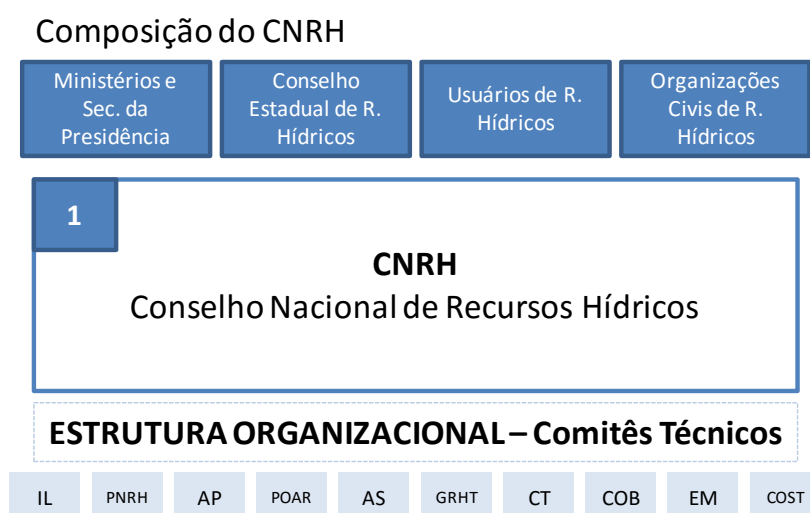 Composição do CNRH
Ministérios e
Sec. da
Presidência
Conselho
Estadual de R.
Hídricos
Usuários de R.
Hídricos
Organizações
Civis de R.
Hídricos
1
CNRH
Conselho Nacional de Recursos Hídricos
ESTRUTURA ORGANIZACIONAL – Comitês Técnicos
IL PNRH AP POAR AS GRHT CT COB EM COST